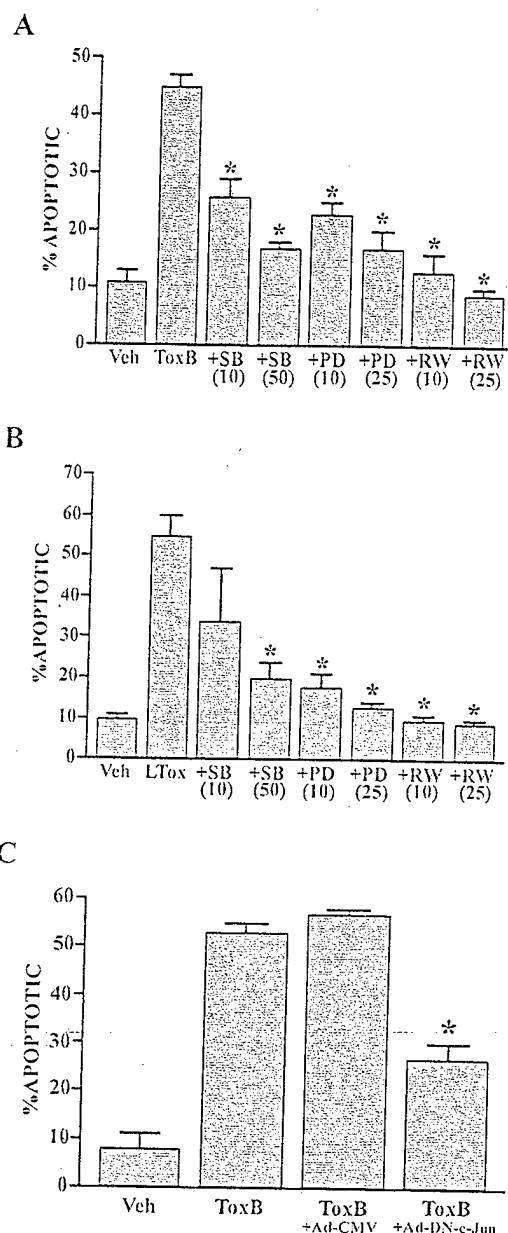 A
% APOPTOTIC
50
40
30
20
10
0
* * * * * *
Veh ToxB +SB +SB +PD +PD +RW +RW
(10) (50) (10) (25) (10) (25)
B
%APOPTOTIC
70
60
50
40
30
20
10
0
* * * * *
Veh LTox +SB +SB +PD +PD +RW +RW
(10) (50) (10) (25) (10) (25)
C
%APOPTOTIC
60
50
40
30
20
10
0
*
Veh ToxB ToxB ToxB
+Ad-CMV +Ad-DN-c-Jun